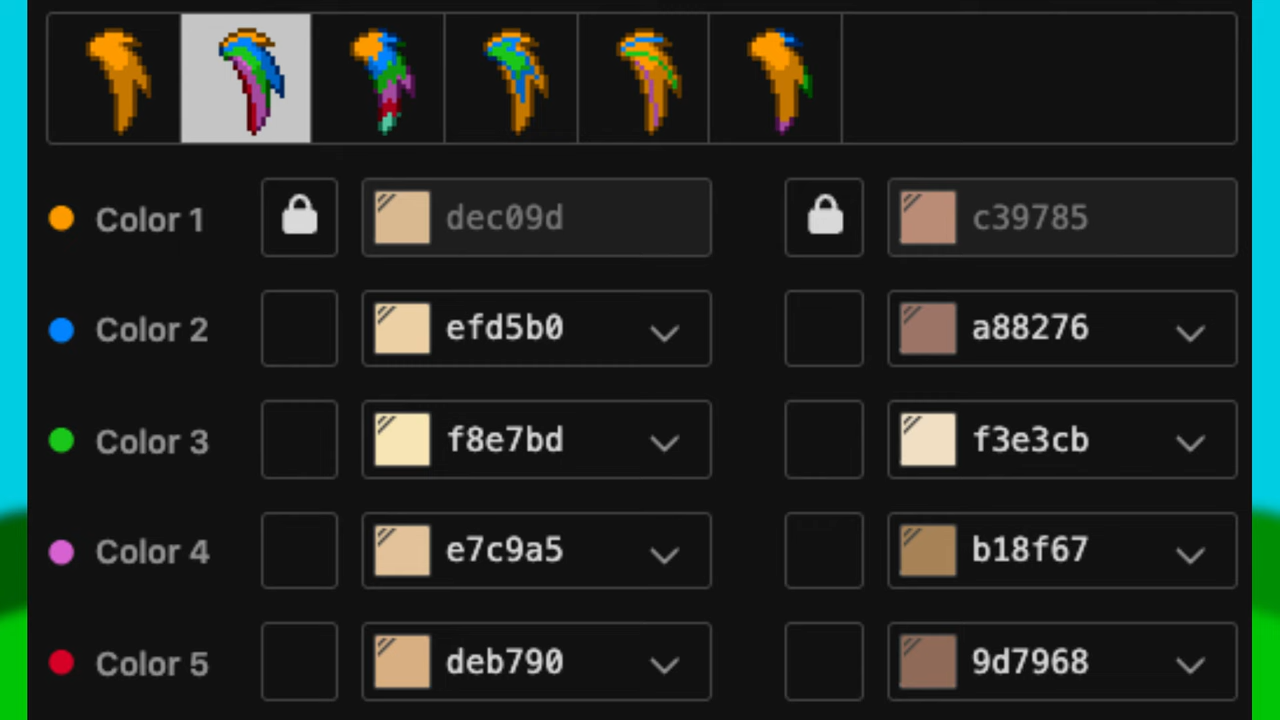 Color 1 dec09d c39785
Color 2 efd5b0 a88276
Color 3 f8e7bd f3e3cb
Color 4 e7c9a5 b18f67
Color 5 deb790 9d7968